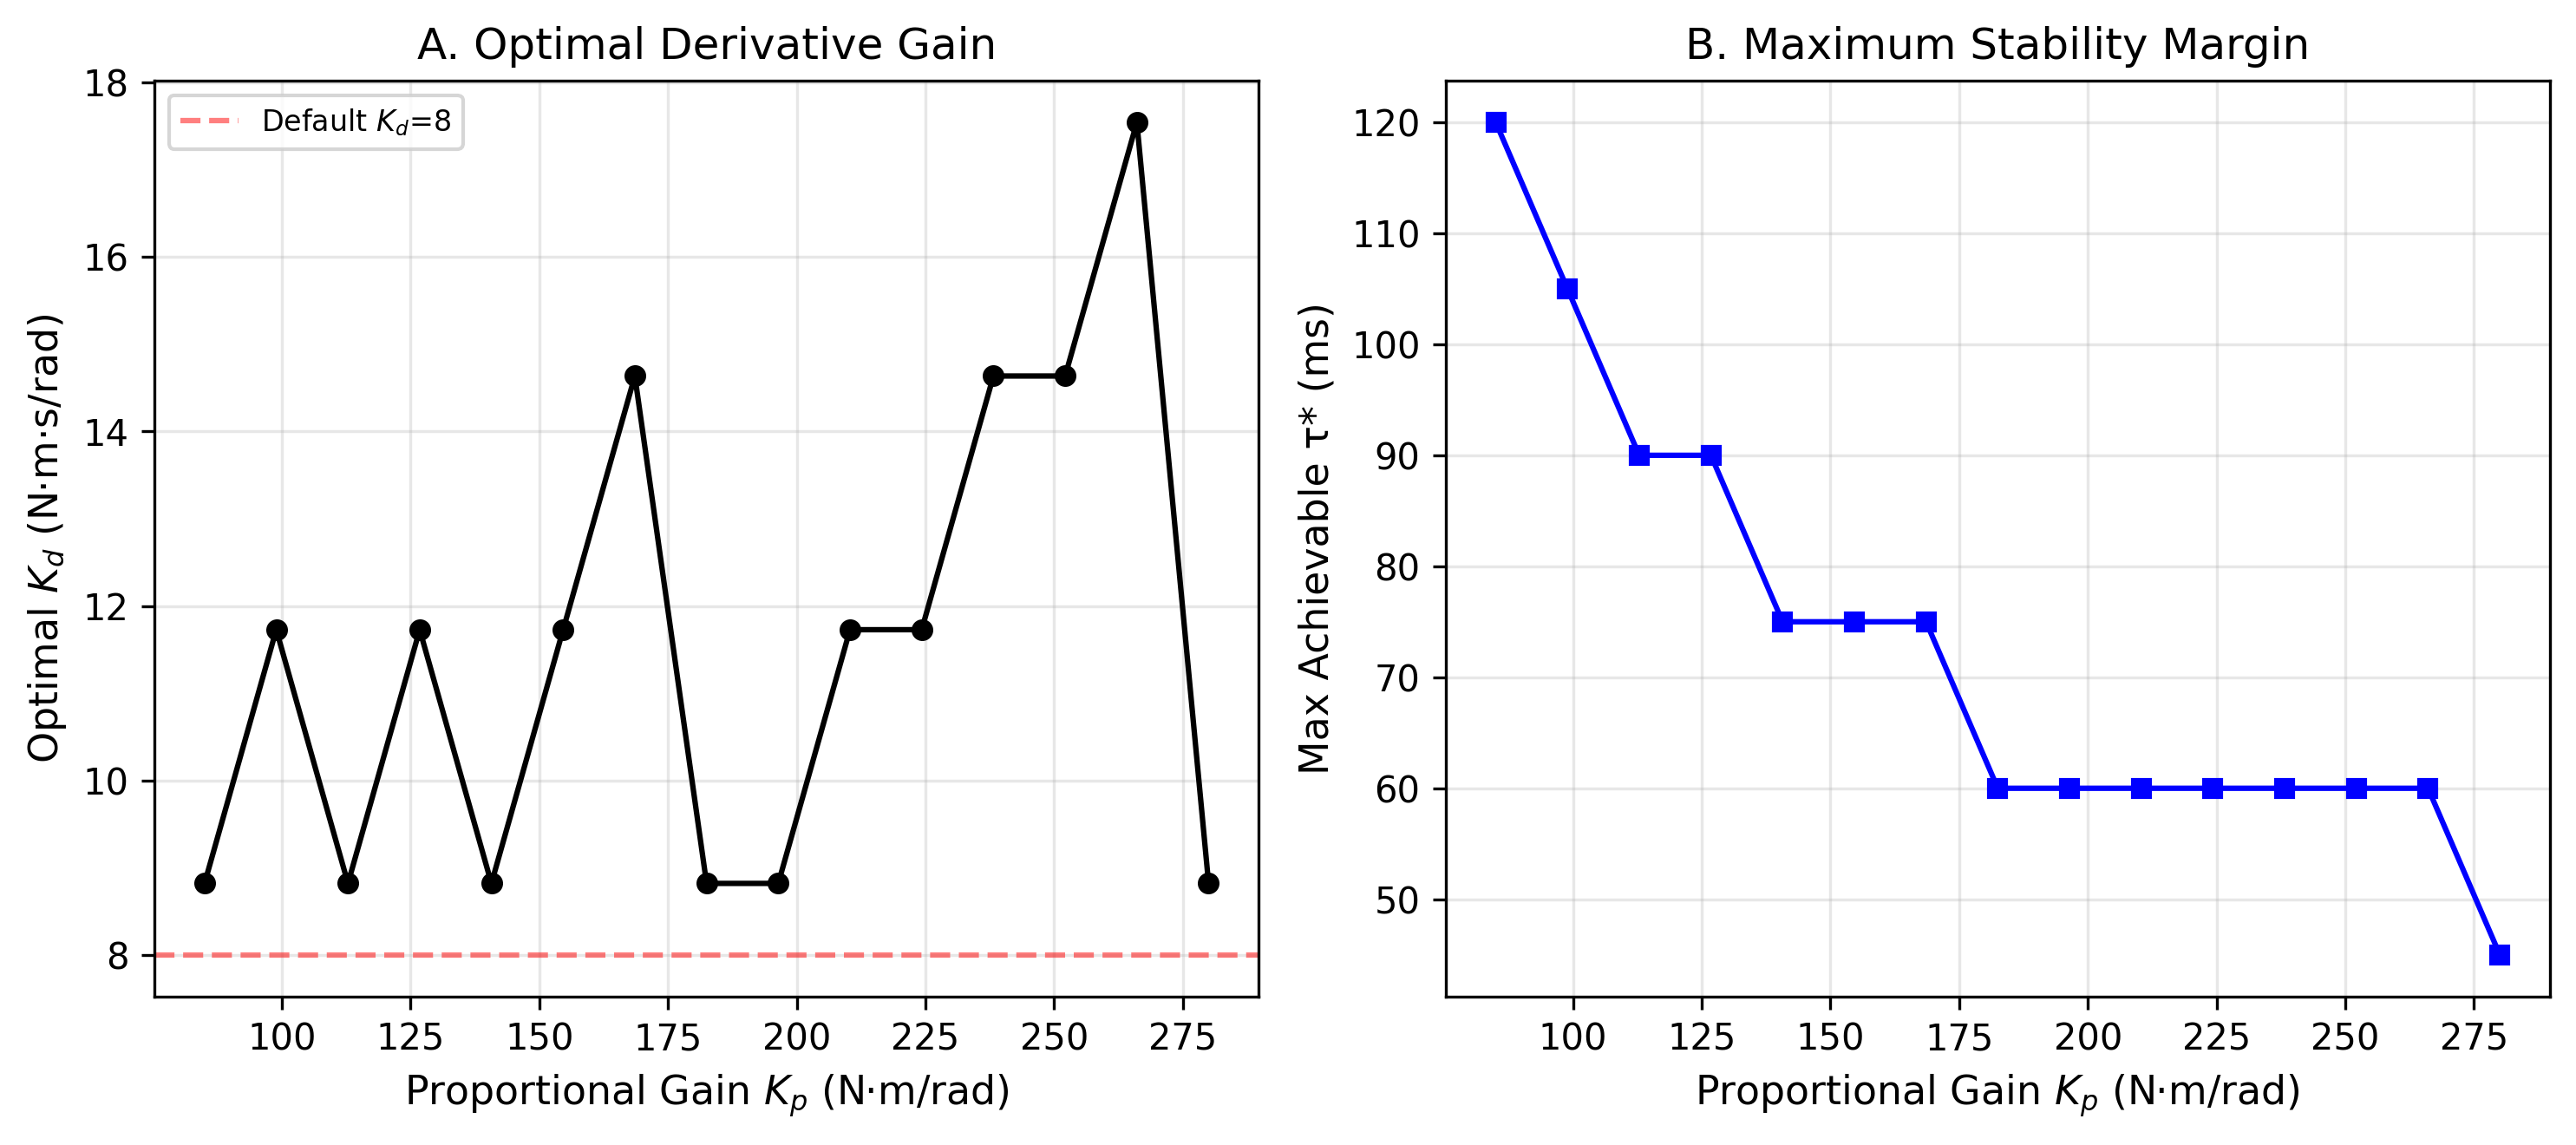 A. Optimal Derivative Gain
Default K_d=8
Optimal K_d (N·m·s/rad)
18
16
14
12
10
8
100 125 150 175 200 225 250 275
Proportional Gain K_p (N·m/rad)
B. Maximum Stability Margin
Max Achievable τ* (ms)
120
110
100
90
80
70
60
50
100 125 150 175 200 225 250 275
Proportional Gain K_p (N·m/rad)